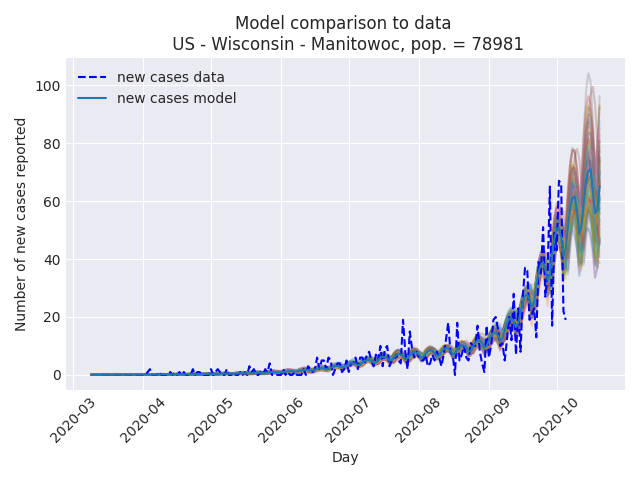 Model comparison to data
US - Wisconsin - Manitowoc, pop. = 78981
new cases data
new cases model
Number of new cases reported
100
80
60
40
20
0
2020-03
2020-04
2020-05
2020-06
2020-07
2020-08
2020-09
2020-10
Day